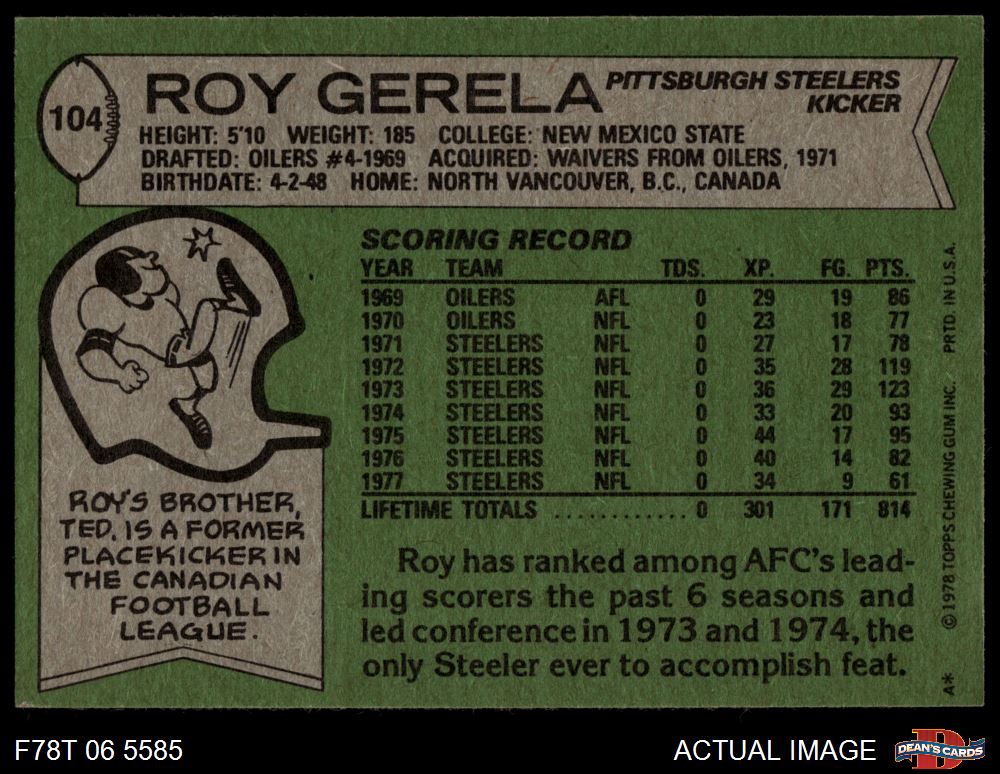 104
ROY GERELA
PITTSBURGH STEELERS
KICKER
HEIGHT: 5'10 WEIGHT: 185 COLLEGE: NEW MEXICO STATE
DRAFTED: OILERS #4-1969 ACQUIRED: WAIVERS FROM OILERS, 1971
BIRTHDATE: 4-2-48 HOME: NORTH VANCOUVER, B.C., CANADA
ROY'S BROTHER,
TED, IS A FORMER
PLACEKICKER IN
THE CANADIAN
FOOTBALL
LEAGUE.
SCORING RECORD
YEAR TEAM TDS. XP. FG. PTS.
1969 OILERS AFL 0 29 19 86
1970 OILERS NFL 0 23 18 77
1971 STEELERS NFL 0 27 17 78
1972 STEELERS NFL 0 35 28 119
1973 STEELERS NFL 0 36 29 123
1974 STEELERS NFL 0 33 20 93
1975 STEELERS NFL 0 44 17 95
1976 STEELERS NFL 0 40 14 82
1977 STEELERS NFL 0 34 9 61
LIFETIME TOTALS ............ 0 301 171 814
Roy has ranked among AFC's lead-
ing scorers the past 6 seasons and
led conference in 1973 and 1974, the
only Steeler ever to accomplish feat.
A* © 1978 TOPPS CHEWING GUM INC. PRTD. IN U.S.A.
F78T 06 5585
ACTUAL IMAGE
D
DEAN'S CARDS